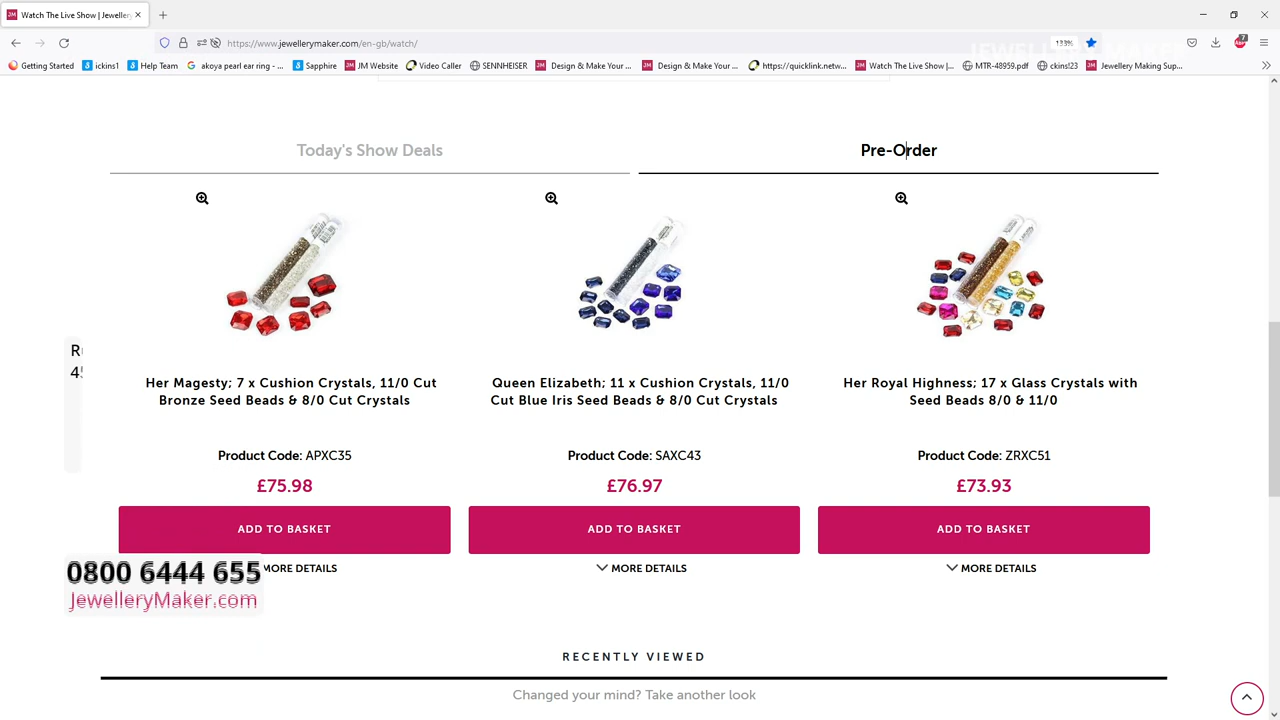 Watch The Live Show | Jewellery
https://www.jewellerymaker.com/en-gb/watch/
133%
7
JEWELLERY MAKER
Getting Started
ickins1
Help Team
akoya pearl ear ring - ...
Sapphire
JM Website
Video Caller
SENNHEISER
Design & Make Your ...
Design & Make Your ...
https://quicklink.netw...
Watch The Live Show |...
MTR-48959.pdf
ckins!23
Jewellery Making Sup...
Today's Show Deals
Pre-Order
Her Magesty; 7 x Cushion Crystals, 11/0 Cut
Bronze Seed Beads & 8/0 Cut Crystals
Product Code: APXC35
£75.98
ADD TO BASKET
MORE DETAILS
Queen Elizabeth; 11 x Cushion Crystals, 11/0
Cut Blue Iris Seed Beads & 8/0 Cut Crystals
Product Code: SAXC43
£76.97
ADD TO BASKET
MORE DETAILS
Her Royal Highness; 17 x Glass Crystals with
Seed Beads 8/0 & 11/0
Product Code: ZRXC51
£73.93
ADD TO BASKET
MORE DETAILS
0800 6444 655
JewelleryMaker.com
RECENTLY VIEWED
Changed your mind? Take another look